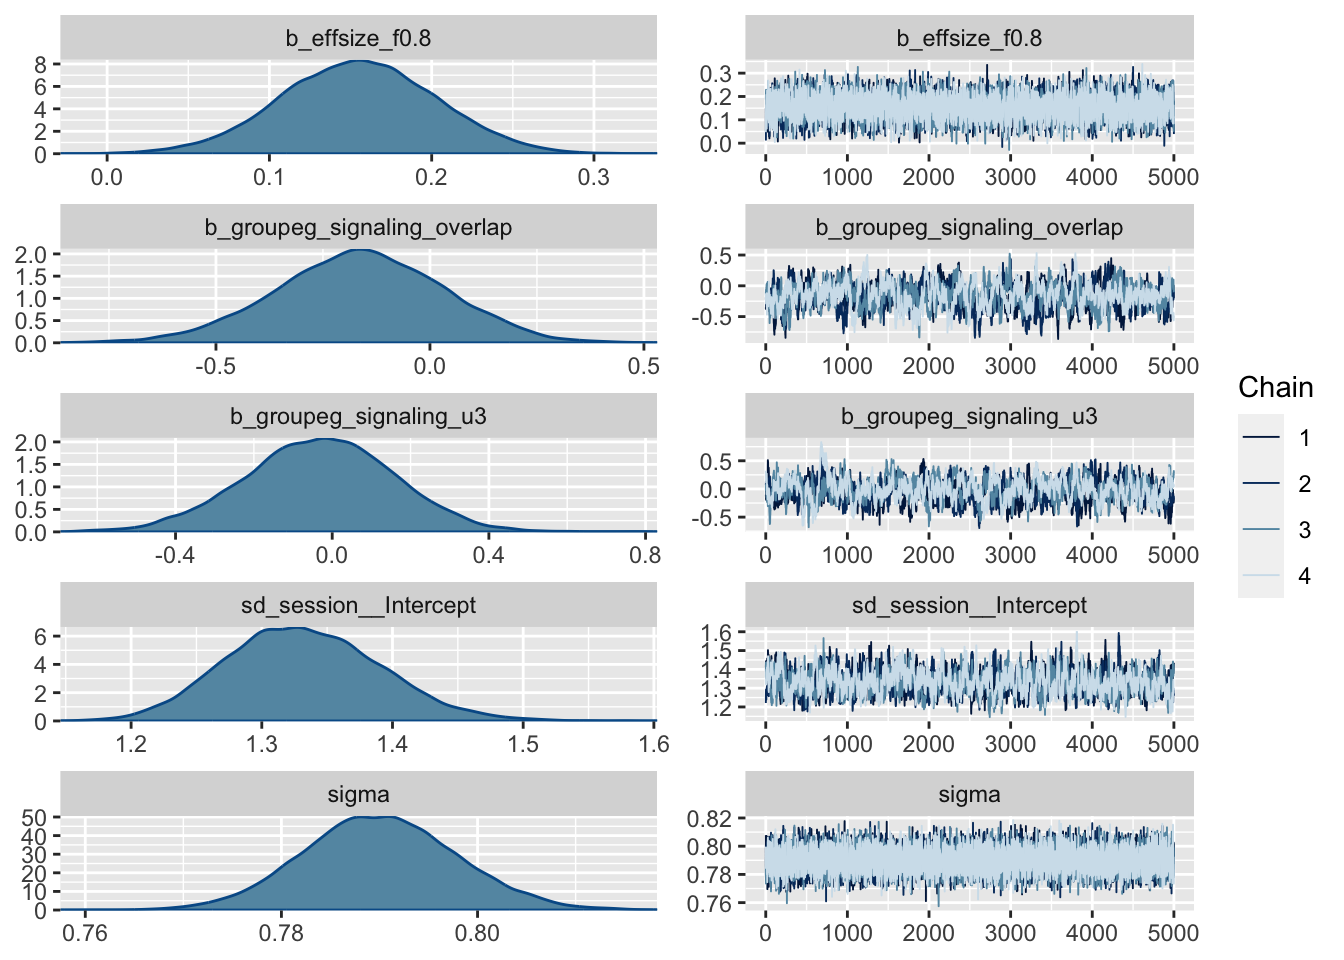 b_effsize_f0.8
8
6
4
2
0
0.0 0.1 0.2 0.3
b_effsize_f0.8
0.3
0.2
0.1
0.0
0 1000 2000 3000 4000 5000
b_groupeg_signaling_overlap
2.0
1.5
1.0
0.5
0.0
-0.5 0.0 0.5
b_groupeg_signaling_overlap
0.5
0.0
-0.5
0 1000 2000 3000 4000 5000
b_groupeg_signaling_u3
2.0
1.5
1.0
0.5
0.0
-0.4 0.0 0.4 0.8
b_groupeg_signaling_u3
0.5
0.0
-0.5
0 1000 2000 3000 4000 5000
sd_session__Intercept
6
4
2
0
1.2 1.3 1.4 1.5 1.6
sd_session__Intercept
1.6
1.5
1.4
1.3
1.2
0 1000 2000 3000 4000 5000
sigma
50
40
30
20
10
0
0.76 0.78 0.80
sigma
0.82
0.80
0.78
0.76
0 1000 2000 3000 4000 5000
Chain
1
2
3
4